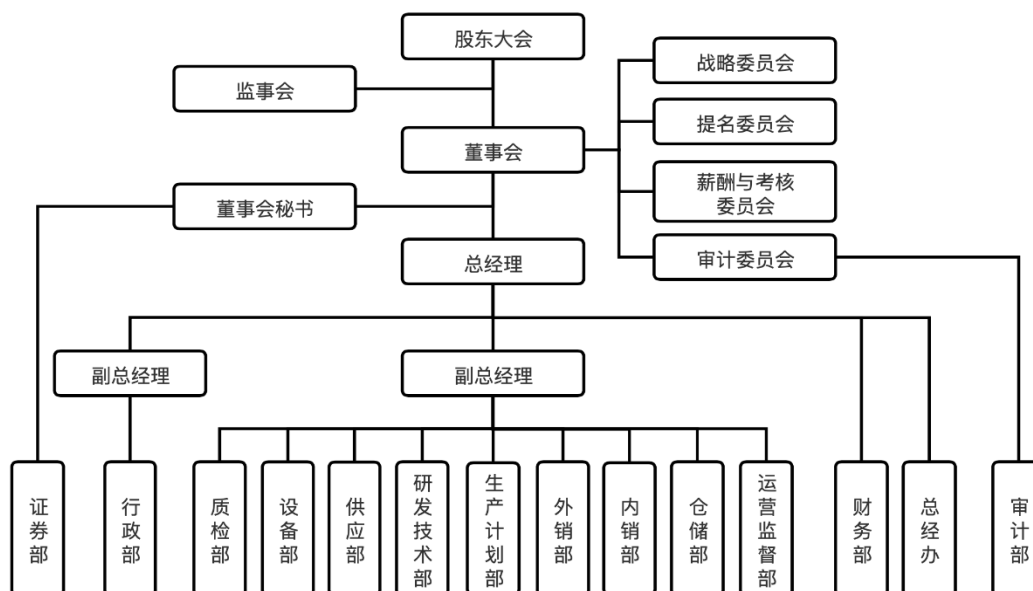 股东大会
战略委员会
监事会
提名委员会
董事会
薪酬与考核
委员会
董事会秘书
总经理
审计委员会
副总经理
副总经理
证券部
行政部
质检部
设备部
供应部
研发技术部
生产计划部
外销部
内销部
仓储部
运营监督部
财务部
总经办
审计部